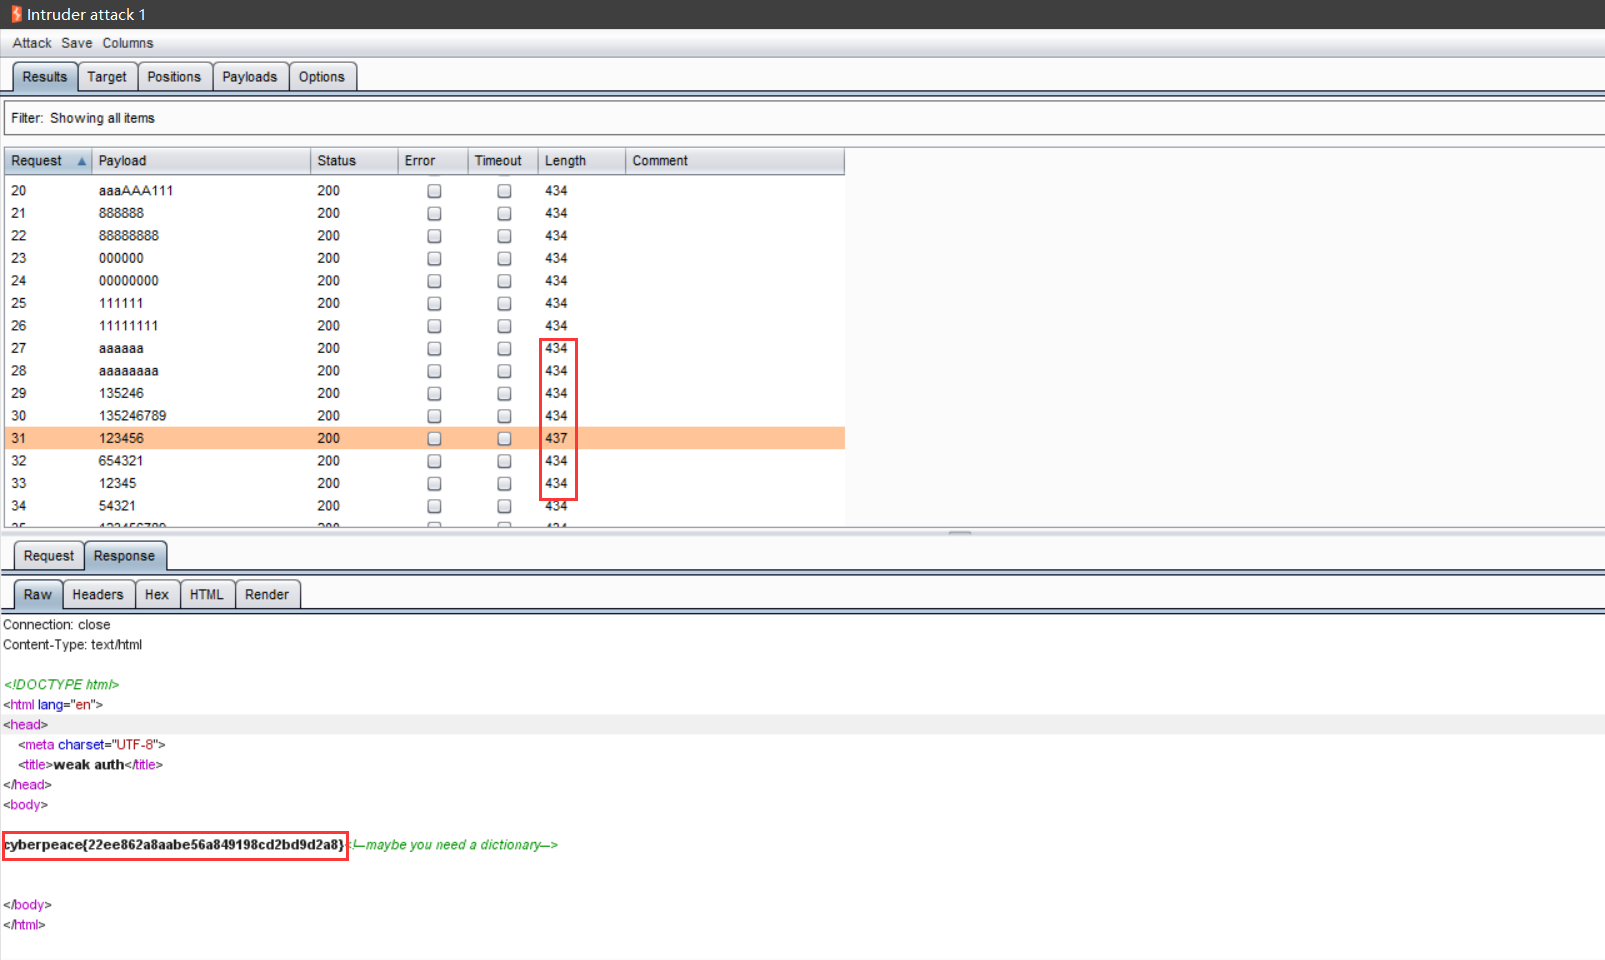 Intruder attack 1
Attack Save Columns
Results Target Positions Payloads Options
Filter: Showing all items
Request Payload Status Error Timeout Length Comment
20 aaaAAA111 200 434
21 888888 200 434
22 88888888 200 434
23 000000 200 434
24 00000000 200 434
25 111111 200 434
26 11111111 200 434
27 aaaaaa 200 434
28 aaaaaaaa 200 434
29 135246 200 434
30 135246789 200 434
31 123456 200 437
32 654321 200 434
33 12345 200 434
34 54321 200 434
35 123456789 200 434
Request Response
Raw Headers Hex HTML Render
Connection: close
Content-Type: text/html
<!DOCTYPE html>
<html lang="en">
<head>
<meta charset="UTF-8">
<title>weak auth</title>
</head>
<body>
cyberpeace{22ee862a8aabe56a849198cd2bd9d2a8}<!--maybe you need a dictionary-->
</body>
</html>